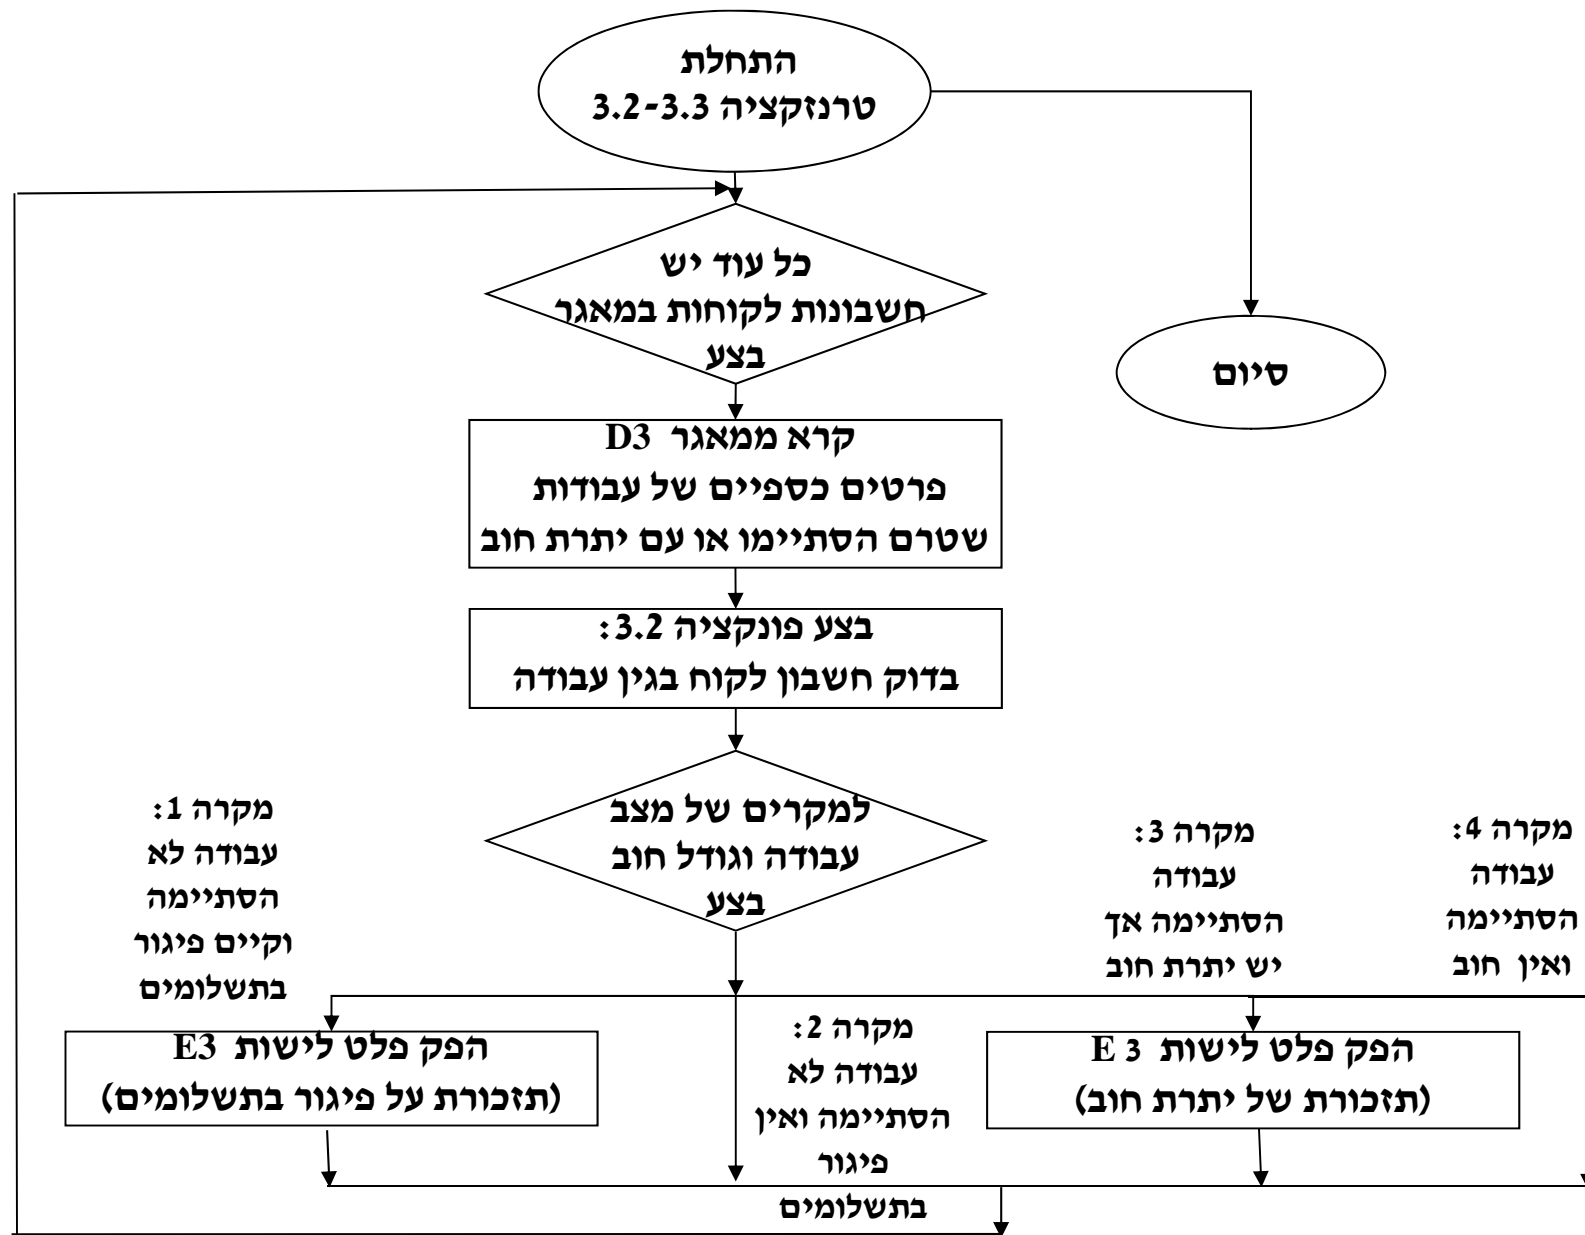 התחלת
טרנזקציה 3.2-3.3
כל עוד יש
חשבונות לקוחות במאגר
בצע
סיום
קרא ממאגר D3
פרטים כספיים של עבודות
שטרם הסתיימו או עם יתרת חוב
בצע פונקציה 3.2:
בדוק חשבון לקוח בגין עבודה
למקרים של מצב
עבודה וגודל חוב
בצע
מקרה 1:
עבודה לא
הסתיימה
וקיים פיגור
בתשלומים
מקרה 3:
עבודה
הסתיימה אך
יש יתרת חוב
מקרה 4:
עבודה
הסתיימה
ואין חוב
הפק פלט לישות E3
(תזכורת על פיגור בתשלומים)
מקרה 2:
עבודה לא
הסתיימה ואין
פיגור
בתשלומים
הפק פלט לישות E 3
(תזכורת של יתרת חוב)